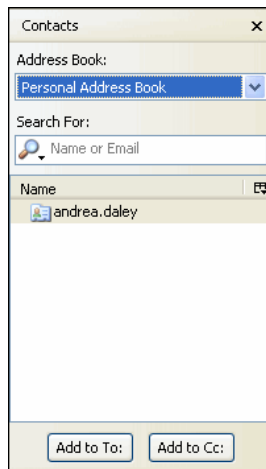 Contacts
Address Book:
Personal Address Book
Search For:
Name or Email
Name
andrea.daley
Add to To: Add to Cc: